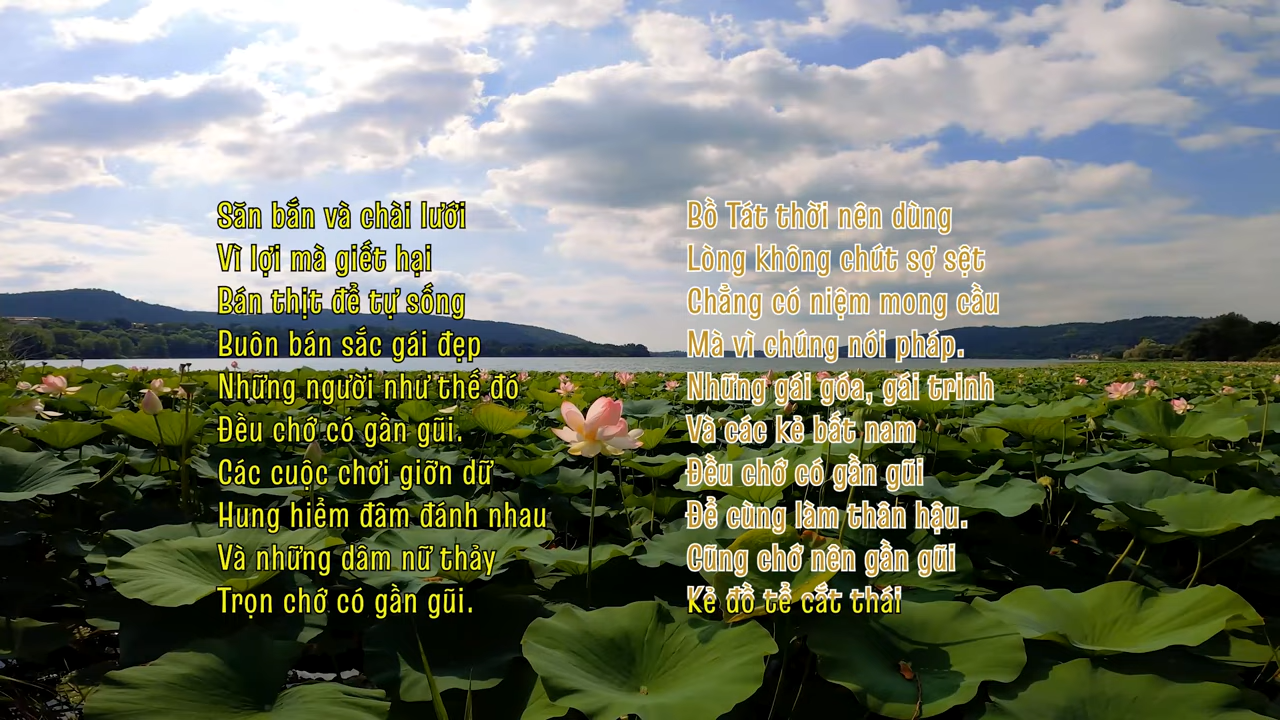 Săn bắn và chài lưới
Vì lợi mà giết hại
Bán thịt để tự sống
Buôn bán sắc gái đẹp
Những người như thế đó
Đều chớ có gần gũi.
Các cuộc chơi giỡn dữ
Hung hiểm đâm đánh nhau
Và những dâm nữ thảy
Trọn chớ có gần gũi.
Bồ Tát thời nên dùng
Lòng không chút sợ sệt
Chẳng có niệm mong cầu
Mà vì chúng nói pháp.
Những gái góa, gái trinh
Và các kẻ bất nam
Đều chớ có gần gũi
Để cùng làm thân hậu.
Cũng chớ nên gần gũi
Kẻ đồ tể cắt thái